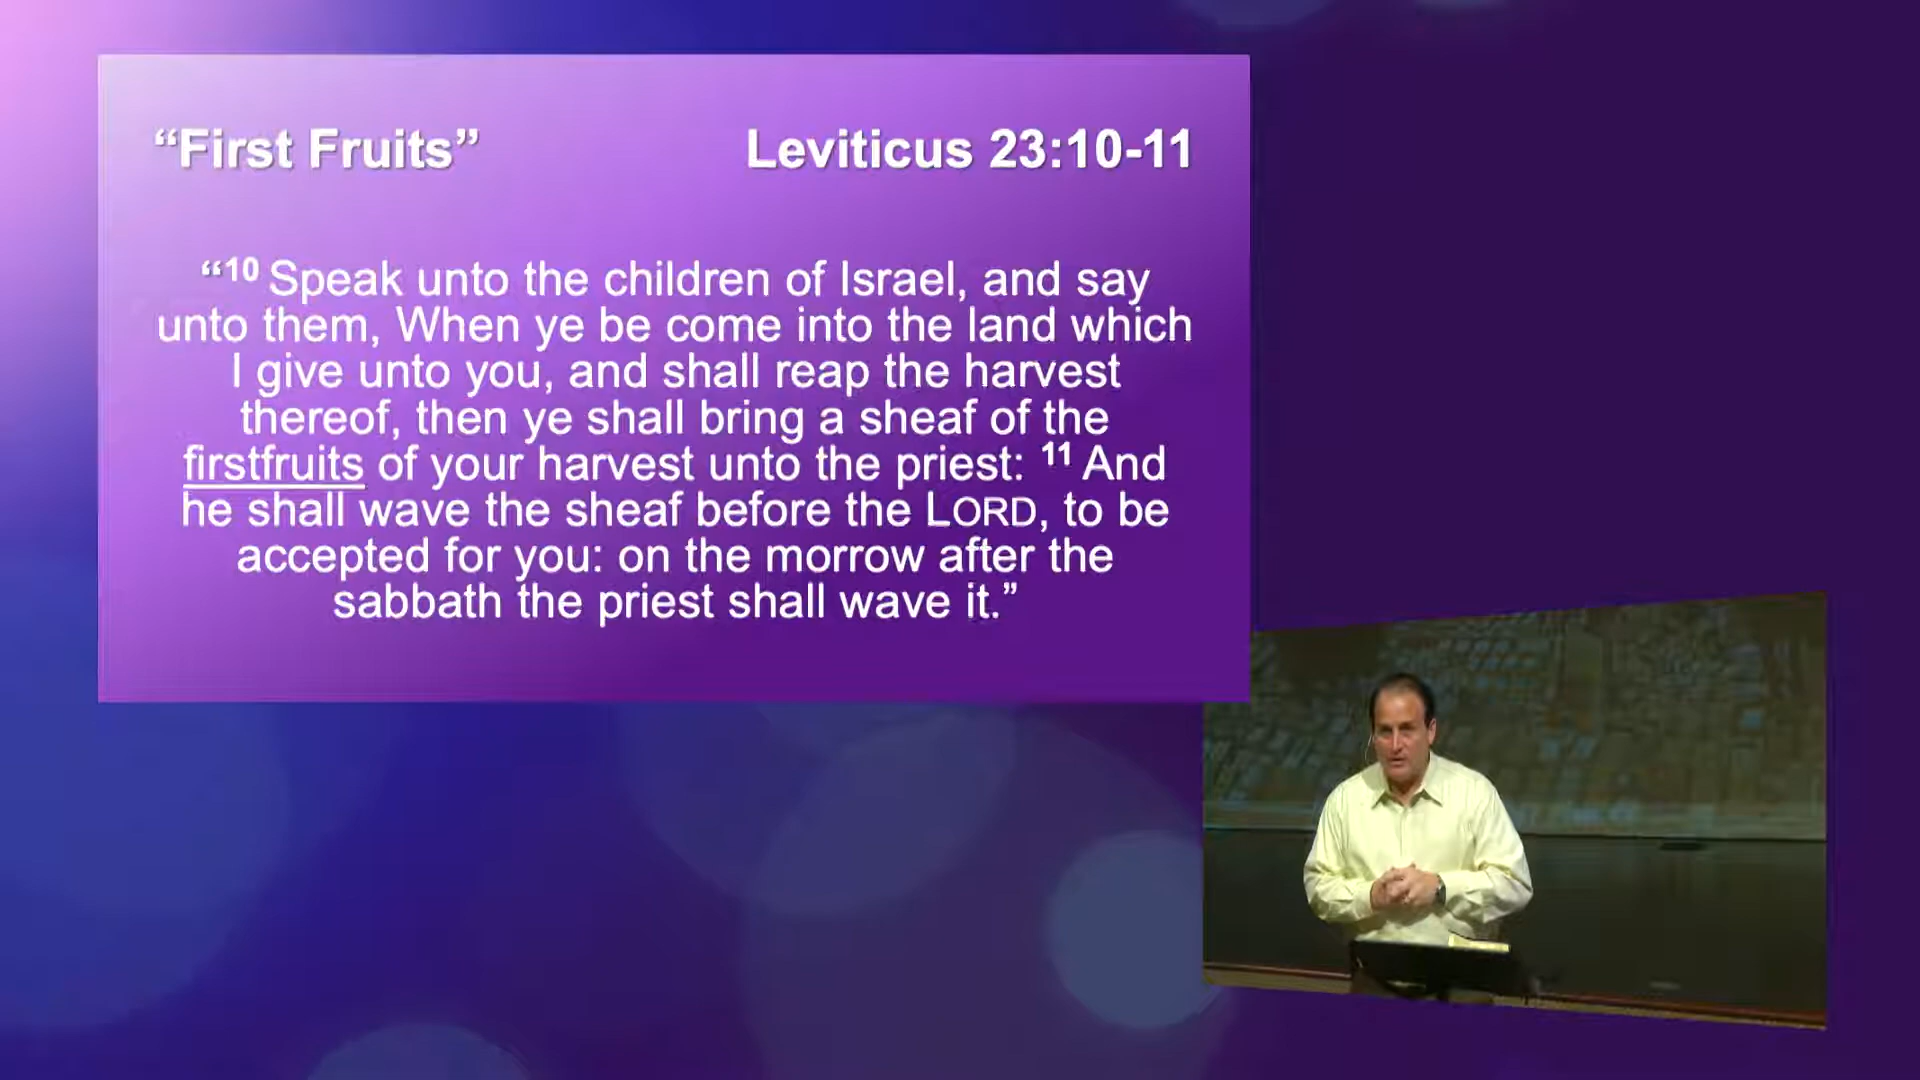 “First Fruits” Leviticus 23:10-11
“10 Speak unto the children of Israel, and say
unto them, When ye be come into the land which
I give unto you, and shall reap the harvest
thereof, then ye shall bring a sheaf of the
firstfruits of your harvest unto the priest: 11 And
he shall wave the sheaf before the LORD, to be
accepted for you: on the morrow after the
sabbath the priest shall wave it.”